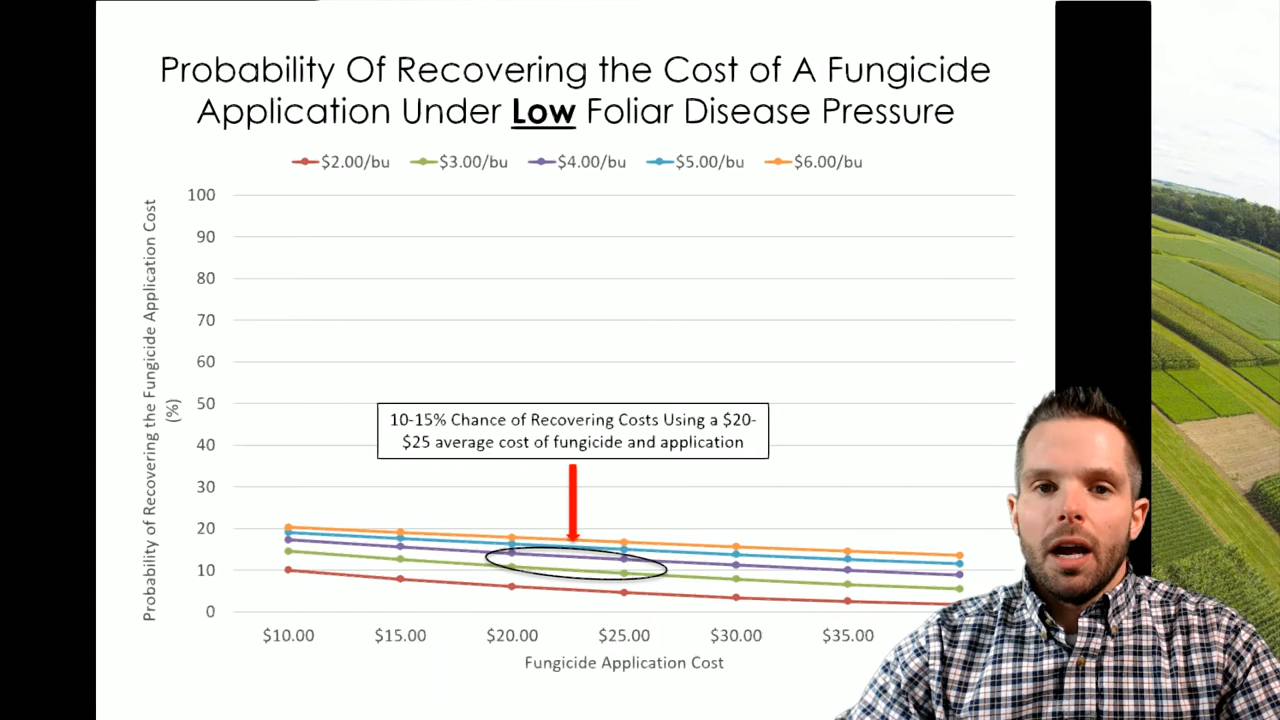 Probability Of Recovering the Cost of A Fungicide
Application Under Low Foliar Disease Pressure
$2.00/bu $3.00/bu $4.00/bu $5.00/bu $6.00/bu
Probability of Recovering the Fungicide Application Cost
(%)
100
90
80
70
60
50
40
30
20
10
0
10-15% Chance of Recovering Costs Using a $20-
$25 average cost of fungicide and application
$10.00 $15.00 $20.00 $25.00 $30.00 $35.00
Fungicide Application Cost